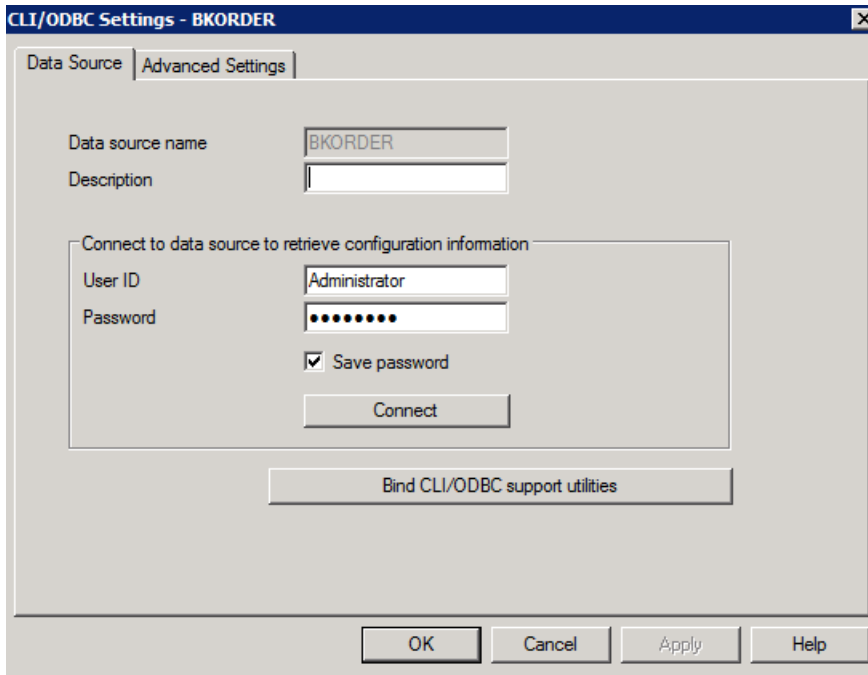 CLI/ODBC Settings - BKORDER
Data Source Advanced Settings
Data source name BKORDER
Description
Connect to data source to retrieve configuration information
User ID Administrator
Password ●●●●●●●●
Save password
Connect
Bind CLI/ODBC support utilities
OK Cancel Apply Help